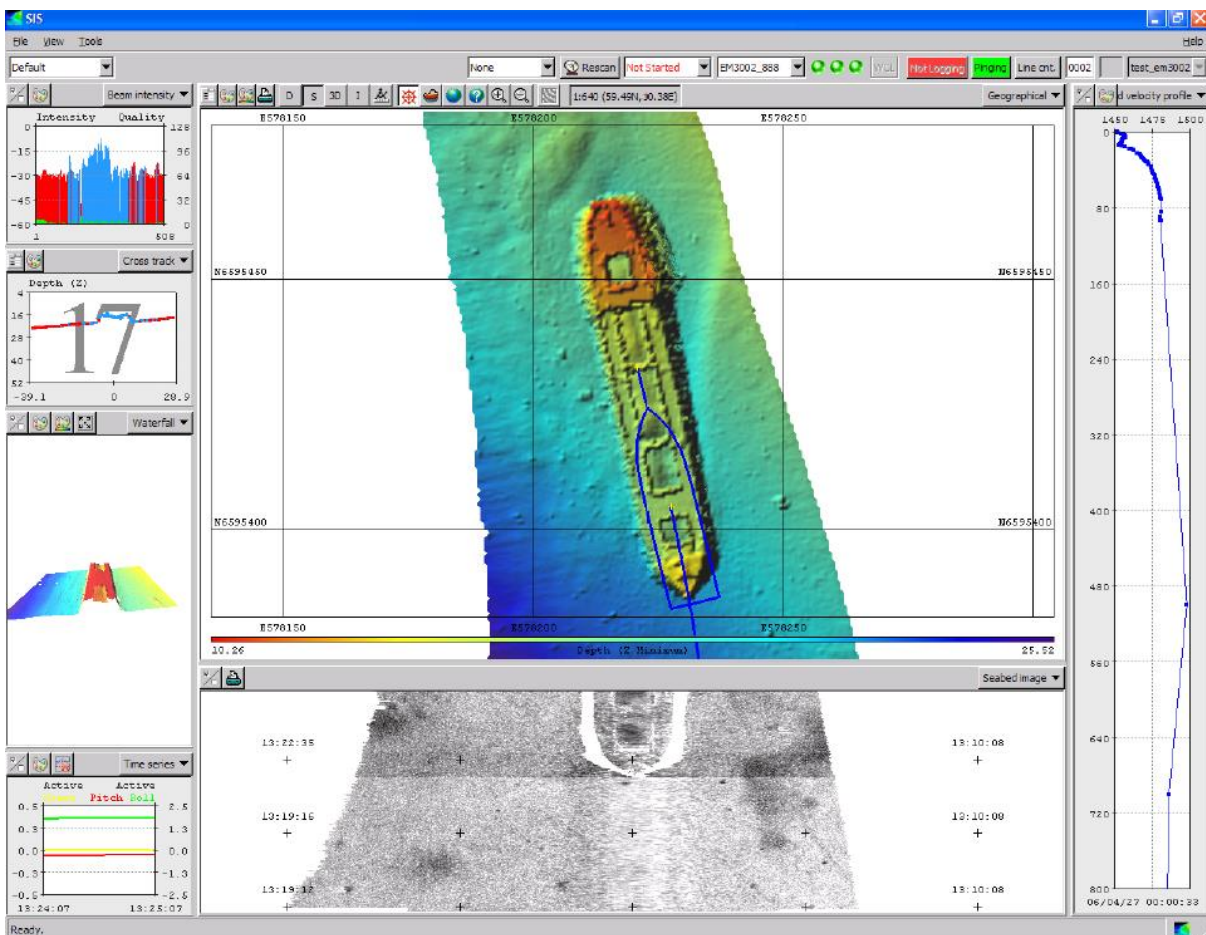 SIS
File View Tools Help
Default None Rescan Not Started EM3002_888 Not Logging Pinging Line cnt. 0002 test_em3002
Beam intensity
Intensity Quality
0 128
-15 96
-30 64
-45 32
-60 0
1 508
Cross track
Depth (Z)
4
16
28
40
52
17
-39.1 0 28.9
Waterfall
Time series
Active Active
Pitch Roll
0.5 2.5
0.3 1.3
0.0 0.0
-0.3 -1.3
-0.5 -2.5
13:24:07 13:25:07
D S 3D I 1:640 (59.49N, 10.38E) Geographical
E578150 E578200 E578250
N6595450 N6595450
N6595400 N6595400
E578150 E578200 E578250
10.26 Depth (Z Minimum) 25.52
Seabed image
13:22:35 13:10:08
13:19:16 13:10:08
13:19:12 13:10:08
d velocity profile
1450 1475 1500
0
80
160
240
320
400
480
560
640
720
800
06/04/27 00:00:33
Ready.